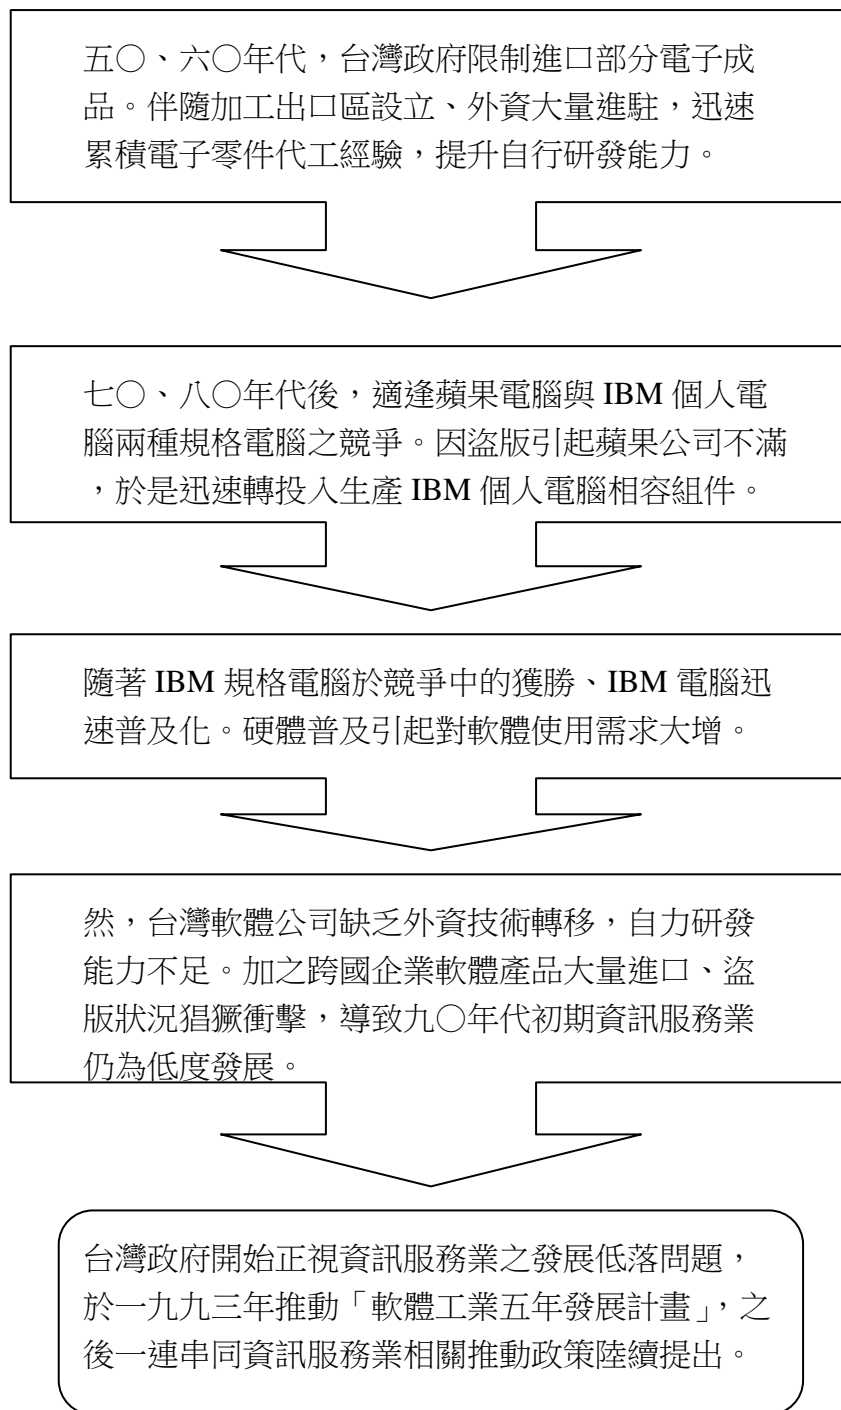 五○、六○年代，台灣政府限制進口部分電子成
品。伴隨加工出口區設立、外資大量進駐，迅速
累積電子零件代工經驗，提升自行研發能力。
七○、八○年代後，適逢蘋果電腦與 IBM 個人電
腦兩種規格電腦之競爭。因盜版引起蘋果公司不滿
，於是迅速轉投入生產 IBM 個人電腦相容組件。
隨著 IBM 規格電腦於競爭中的獲勝、IBM 電腦迅
速普及化。硬體普及引起對軟體使用需求大增。
然，台灣軟體公司缺乏外資技術轉移，自力研發
能力不足。加之跨國企業軟體產品大量進口、盜
版狀況猖獗衝擊，導致九○年代初期資訊服務業
仍為低度發展。
台灣政府開始正視資訊服務業之發展低落問題，
於一九九三年推動「軟體工業五年發展計畫」，之
後一連串同資訊服務業相關推動政策陸續提出。